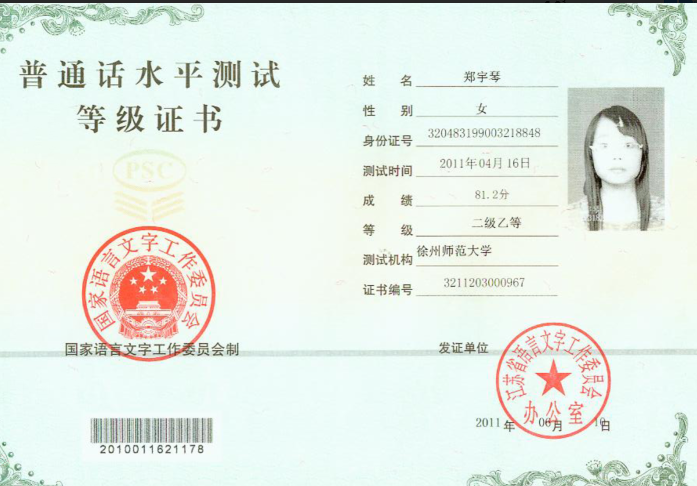 普通话水平测试
等级证书
PSC
国家语言文字工作委员会
国家语言文字工作委员会制
2010011621178
姓 名 郑宇琴
性 别 女
身份证号 320483199003218848
测试时间 2011年04月16日
成 绩 81.2分
等 级 二级乙等
测试机构 徐州师范大学
证书编号 3211203000967
发证单位
江苏省语言文字工作委员会
办公室
2011年 06月 10日